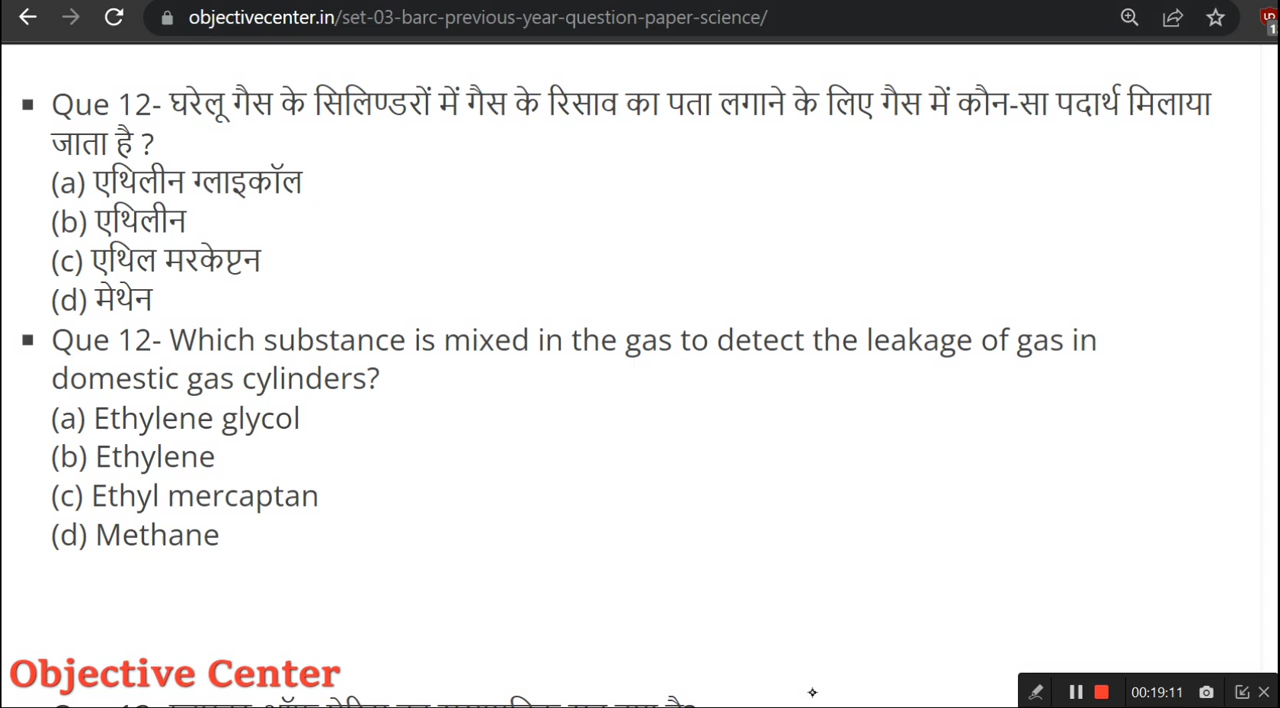 objectivecenter.in/set-03-barc-previous-year-question-paper-science/
Que 12- घरेलू गैस के सिलिण्डरों में गैस के रिसाव का पता लगाने के लिए गैस में कौन-सा पदार्थ मिलाया
जाता है ?
(a) एथिलीन ग्लाइकॉल
(b) एथिलीन
(c) एथिल मरकेप्टन
(d) मेथेन
Que 12- Which substance is mixed in the gas to detect the leakage of gas in
domestic gas cylinders?
(a) Ethylene glycol
(b) Ethylene
(c) Ethyl mercaptan
(d) Methane
Objective Center
00:19:11